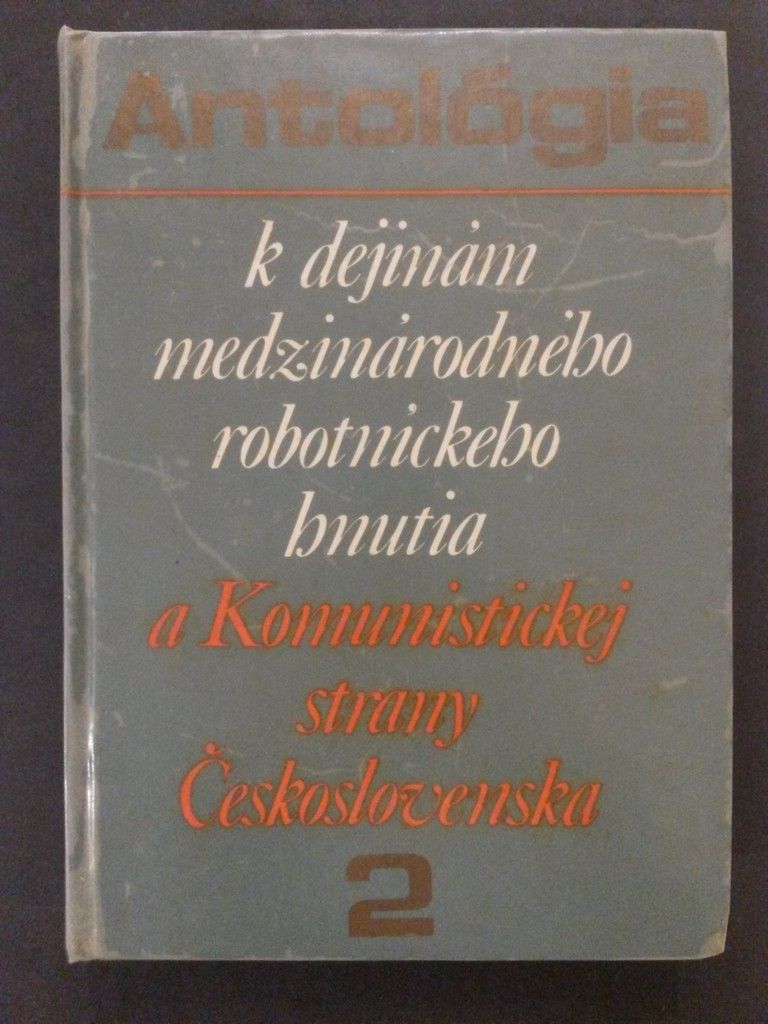 Antológia
k dejinám
medzinárodného
robotníckeho
hnutia
a Komunistickej
strany
Československa
2